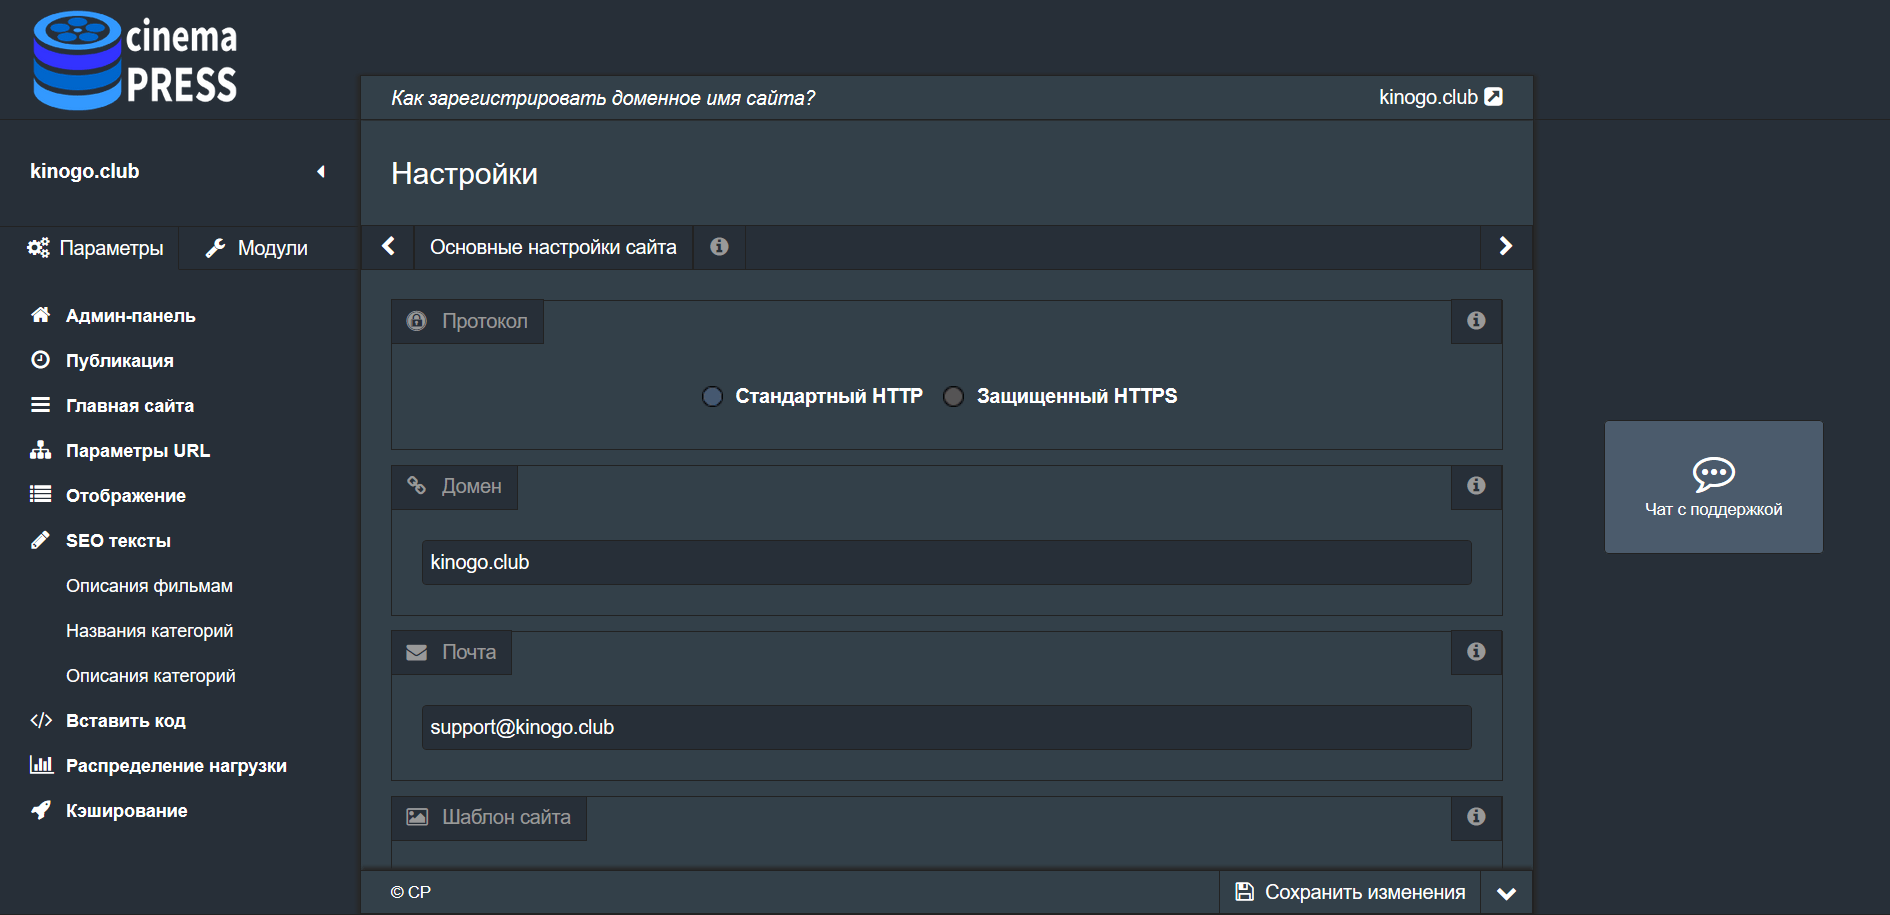 cinema
PRESS
Как зарегистрировать доменное имя сайта?
kinogo.club
kinogo.club
Настройки
Параметры
Модули
Основные настройки сайта
Админ-панель
Публикация
Главная сайта
Параметры URL
Отображение
SEO тексты
Описания фильмам
Названия категорий
Описания категорий
Вставить код
Распределение нагрузки
Кэширование
Протокол
Стандартный HTTP
Защищенный HTTPS
Домен
kinogo.club
Почта
support@kinogo.club
Шаблон сайта
Чат с поддержкой
© CP
Сохранить изменения